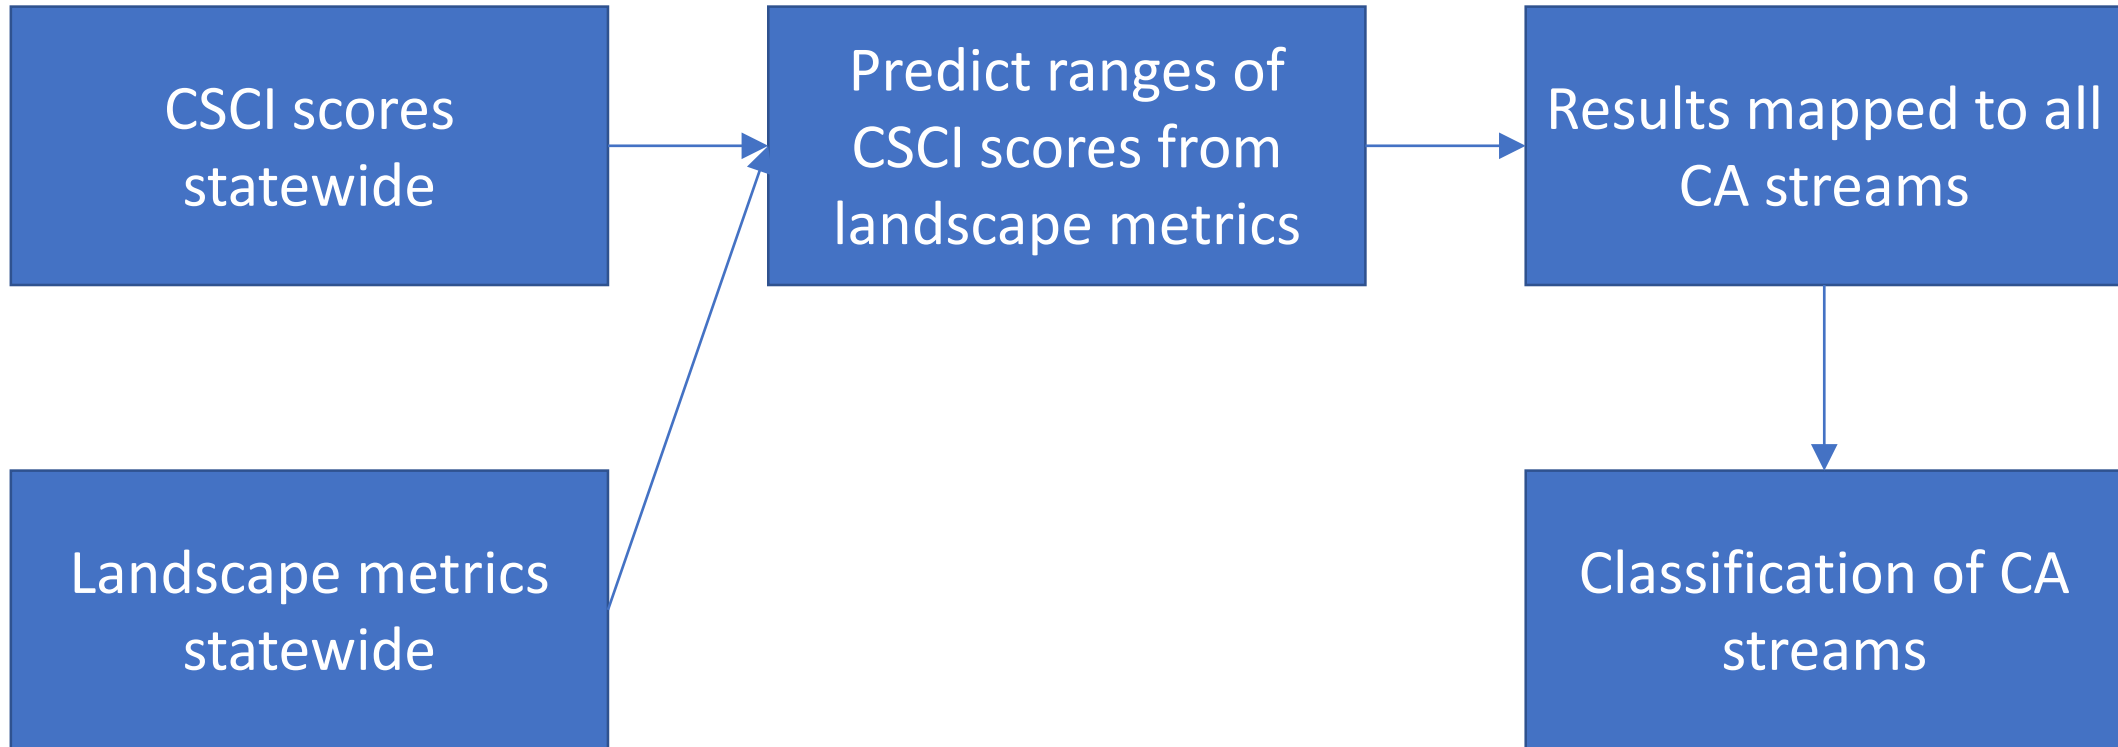 CSCI scores
statewide
Predict ranges of
CSCI scores from
landscape metrics
Results mapped to all
CA streams
Landscape metrics
statewide
Classification of CA
streams